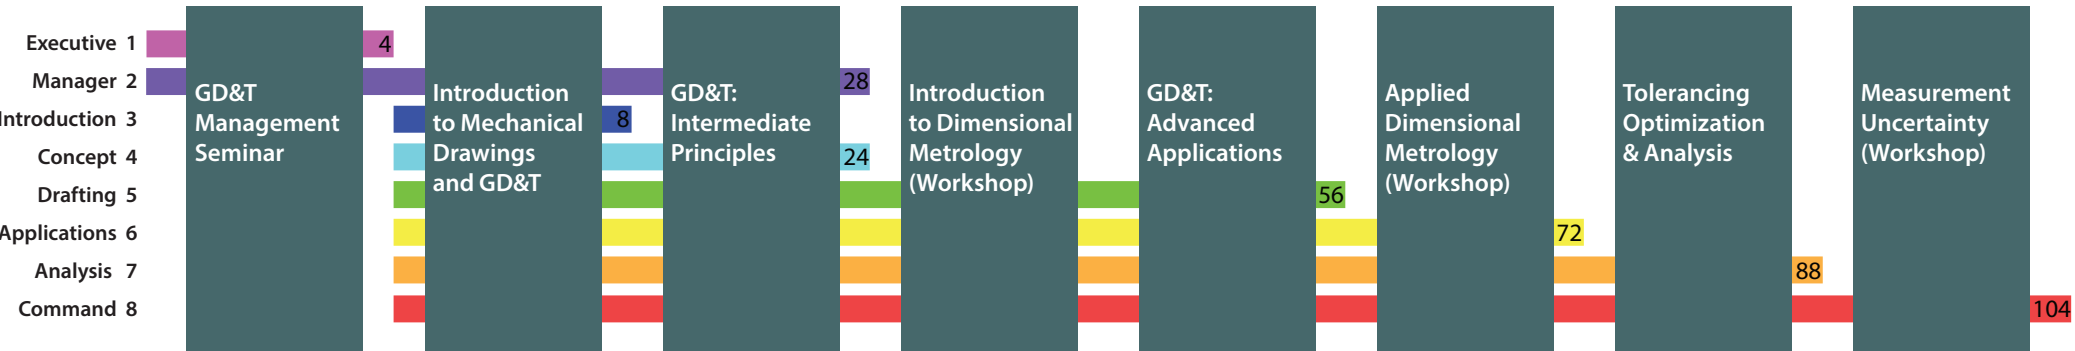 Executive 1
4
Manager 2
28
Introduction 3
8
Concept 4
24
Drafting 5
56
Applications 6
72
Analysis 7
88
Command 8
104
GD&T
Management
Seminar
Introduction
to Mechanical
Drawings
and GD&T
GD&T:
Intermediate
Principles
Introduction
to Dimensional
Metrology
(Workshop)
GD&T:
Advanced
Applications
Applied
Dimensional
Metrology
(Workshop)
Tolerancing
Optimization
& Analysis
Measurement
Uncertainty
(Workshop)